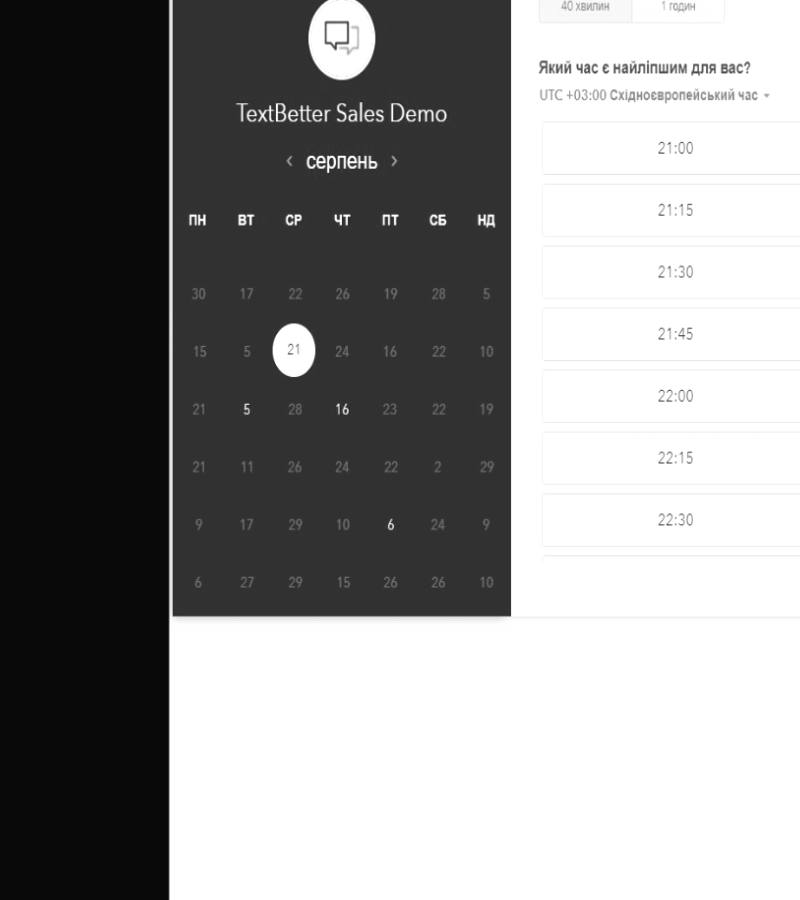 TextBetter Sales Demo
серпень
ПН ВТ СР ЧТ ПТ СБ НД
30 17 22 26 19 28 5
15 5 21 24 16 22 10
21 5 28 16 23 22 19
21 11 26 24 22 2 29
9 17 29 10 6 24 9
6 27 29 15 26 26 10
40 хвилин 1 годин
Який час є найліпшим для вас?
UTC +03:00 Східноєвропейський час
21:00
21:15
21:30
21:45
22:00
22:15
22:30